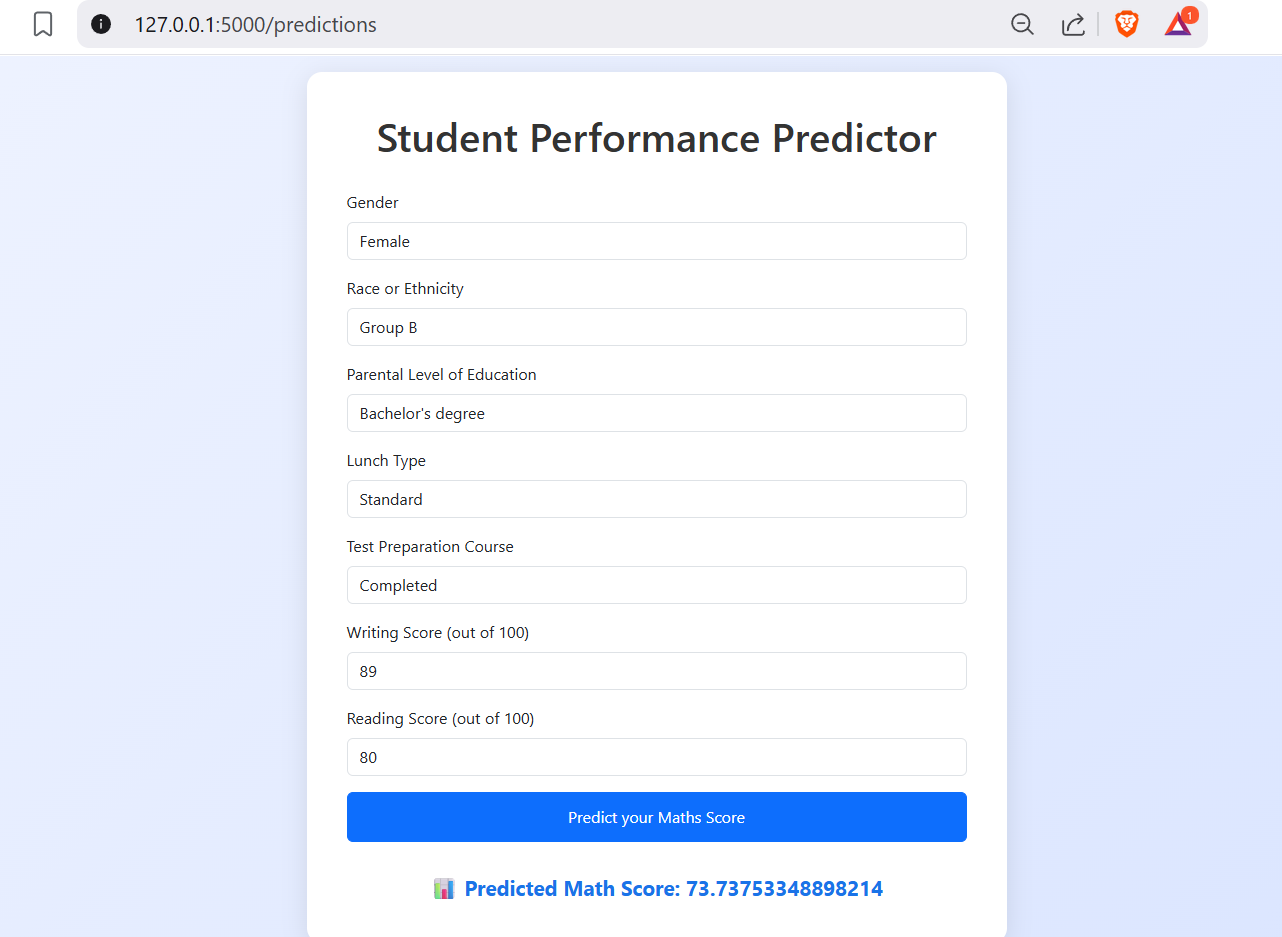 127.0.0.1:5000/predictions
1
Student Performance Predictor
Gender
Female
Race or Ethnicity
Group B
Parental Level of Education
Bachelor's degree
Lunch Type
Standard
Test Preparation Course
Completed
Writing Score (out of 100)
89
Reading Score (out of 100)
80
Predict your Maths Score
📊 Predicted Math Score: 73.73753348898214